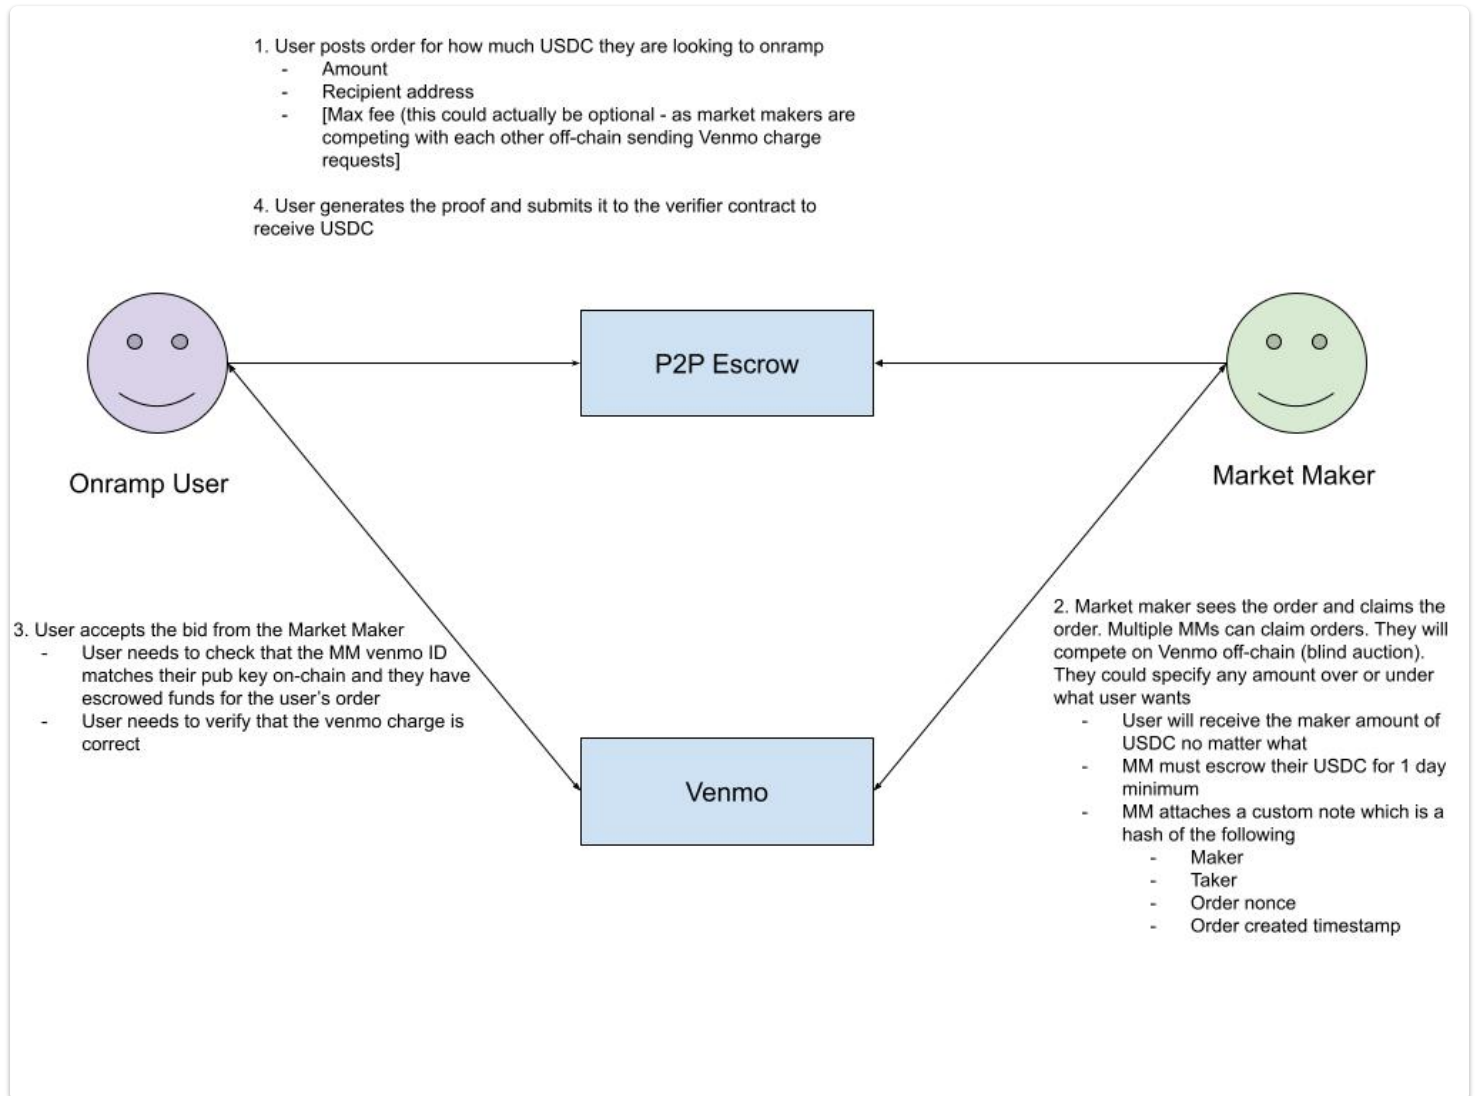 1. User posts order for how much USDC they are looking to onramp
- Amount
- Recipient address
- [Max fee (this could actually be optional - as market makers are
competing with each other off-chain sending Venmo charge
requests]
4. User generates the proof and submits it to the verifier contract to
receive USDC
P2P Escrow
Onramp User
Market Maker
3. User accepts the bid from the Market Maker
- User needs to check that the MM venmo ID
matches their pub key on-chain and they have
escrowed funds for the user's order
- User needs to verify that the venmo charge is
correct
Venmo
2. Market maker sees the order and claims the
order. Multiple MMs can claim orders. They will
compete on Venmo off-chain (blind auction).
They could specify any amount over or under
what user wants
- User will receive the maker amount of
USDC no matter what
- MM must escrow their USDC for 1 day
minimum
- MM attaches a custom note which is a
hash of the following
- Maker
- Taker
- Order nonce
- Order created timestamp